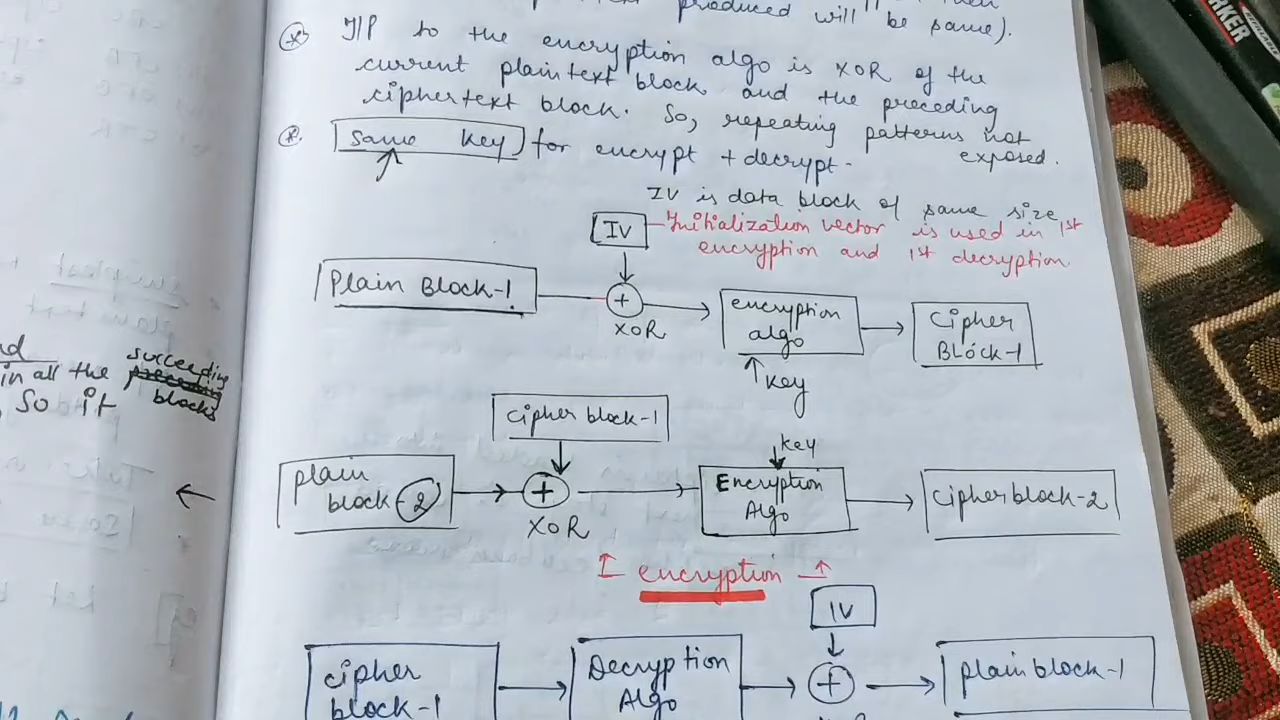 produced will be same).
I/P to the encryption algo is XOR of the
current plaintext block and the preceding
ciphertext block. So, repeating patterns not
exposed.
same key for encrypt + decrypt.
IV is data block of same size
IV Initialization vector is used in 1st
encryption and 1st decryption
Plain Block-1
+
XOR
encryption
algo
key
Cipher
Block-1
in all the preceding succeeding
So it blocks
cipher block-1
plain
block 2
+
XOR
key
Encryption
Algo
cipherblock-2
encryption
IV
cipher
block-1
Decryption
Algo
+
plainblock-1